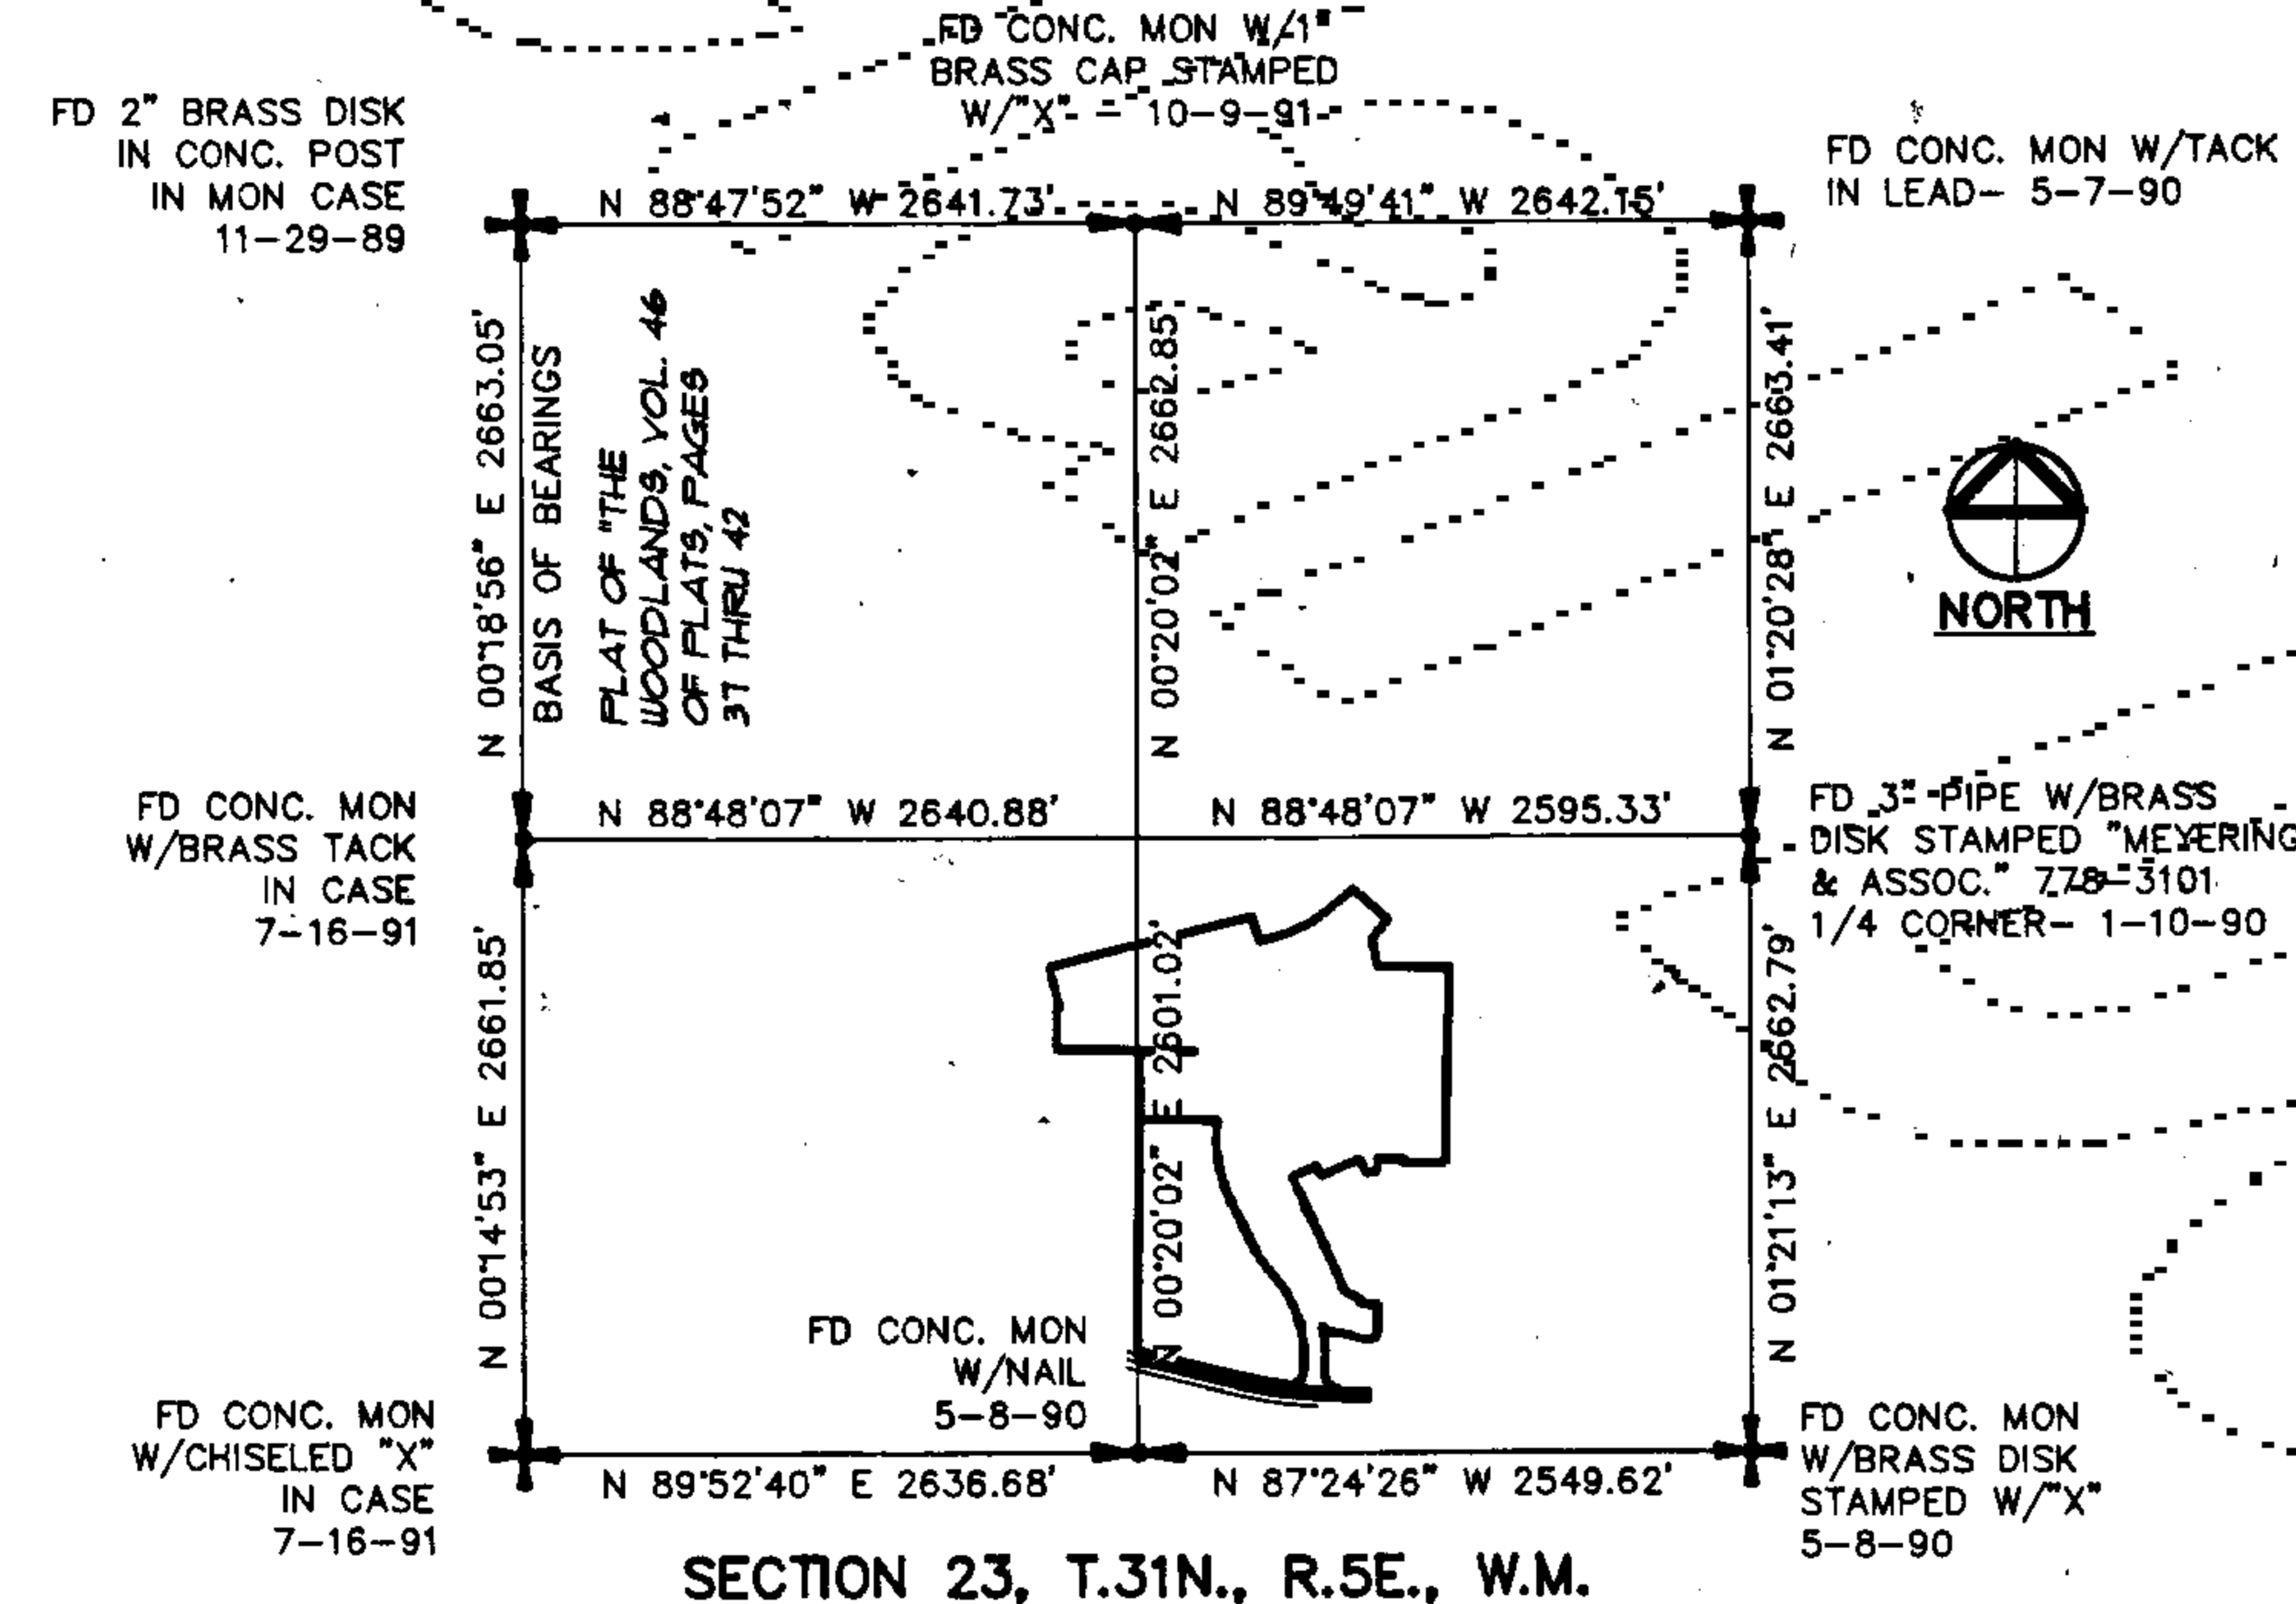 FD CONC. MON W/1"
BRASS CAP STAMPED
W/"X" - 10-9-91
FD 2" BRASS DISK
IN CONC. POST
IN MON CASE
11-29-89
FD CONC. MON W/TACK
IN LEAD- 5-7-90
N 88°47'52" W 2641.73'
N 89°49'41" W 2642.15'
N 00°18'56" E 2663.05'
BASIS OF BEARINGS
PLAT OF "THE
WOODLANDS, VOL. 46
OF PLATS, PAGES
37 THRU 42
N 00°20'02" E 2662.85'
N 01°20'28" E 2663.41'
NORTH
FD CONC. MON
W/BRASS TACK
IN CASE
7-16-91
N 88°48'07" W 2640.88'
N 88°48'07" W 2595.33'
FD 3" PIPE W/BRASS
DISK STAMPED "MEYERING
& ASSOC." 778-3101
1/4 CORNER- 1-10-90
N 00°14'53" E 2661.85'
N 00°20'02" E 2601.02'
N 01°21'13" E 2662.79'
FD CONC. MON
W/NAIL
5-8-90
FD CONC. MON
W/CHISELED "X"
IN CASE
7-16-91
N 89°52'40" E 2636.68'
N 87°24'26" W 2549.62'
FD CONC. MON
W/BRASS DISK
STAMPED W/"X"
5-8-90
SECTION 23, T.31N., R.5E., W.M.